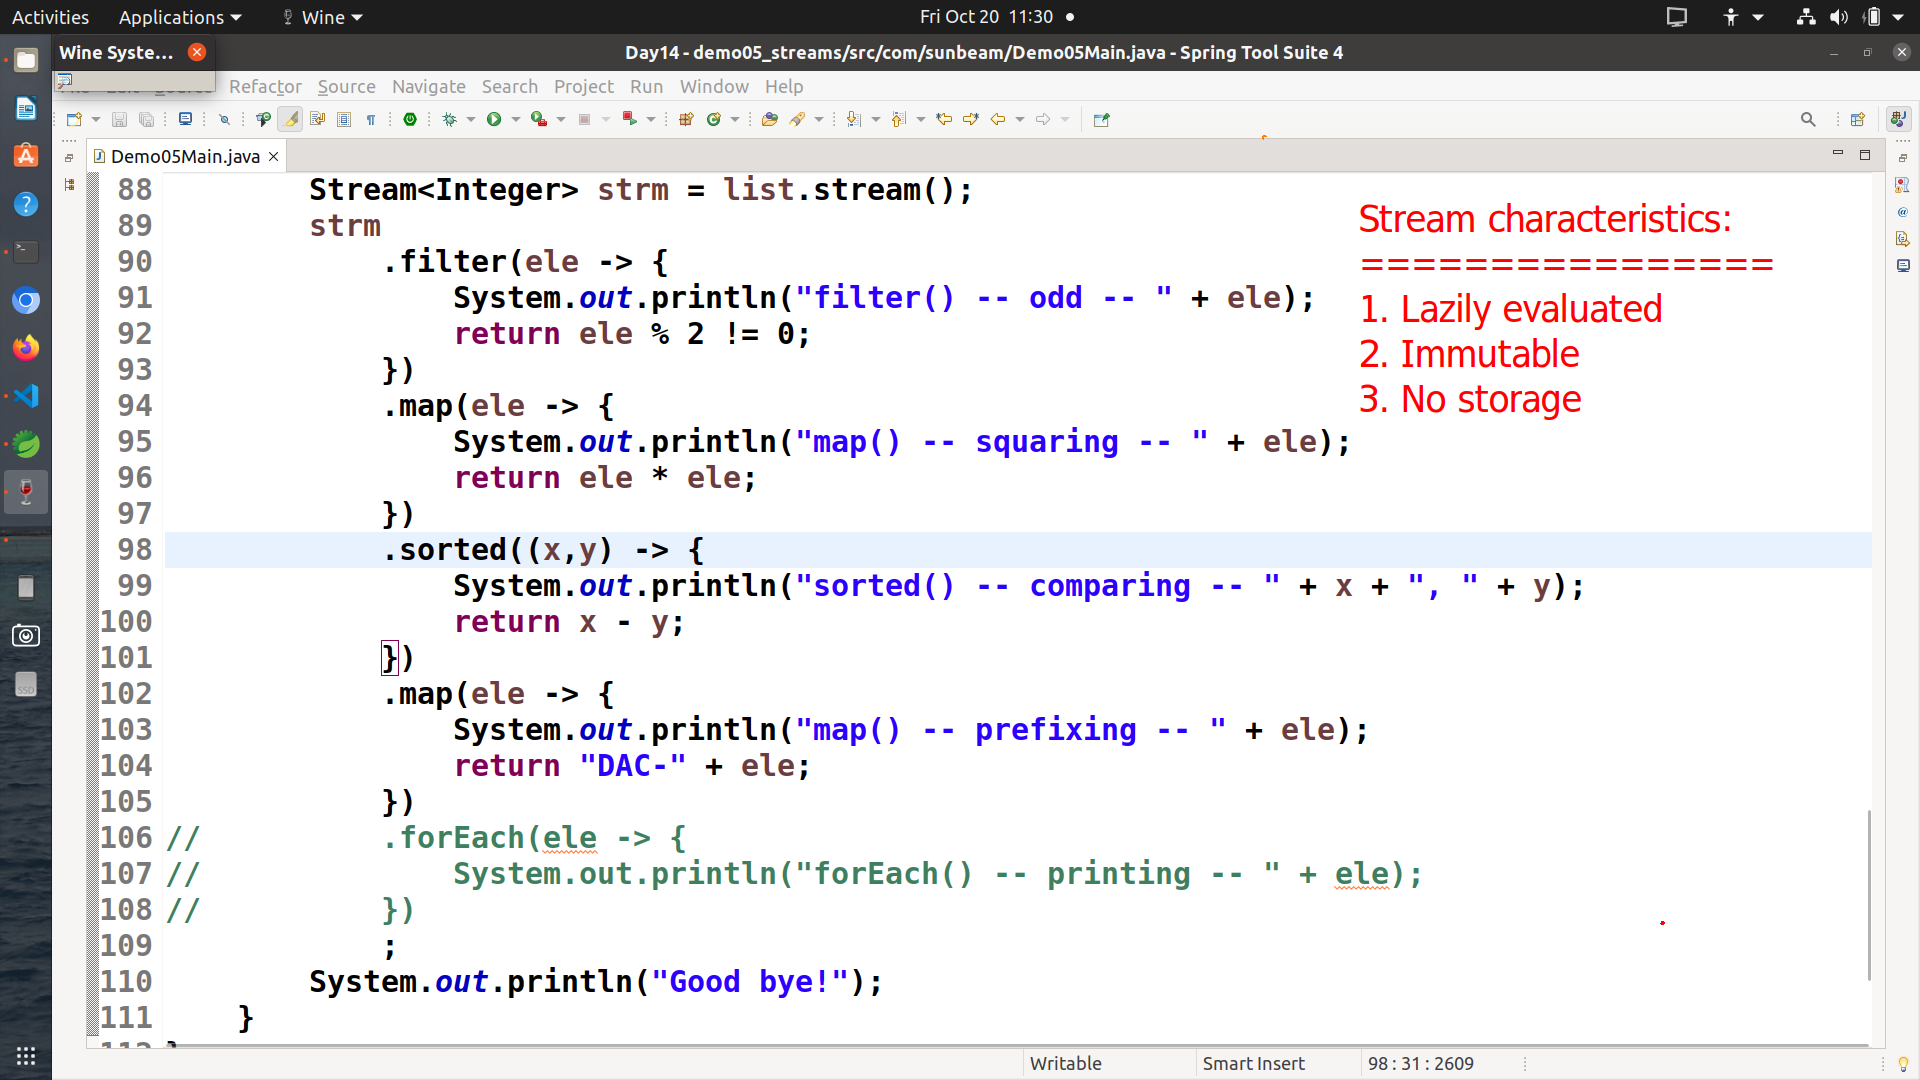 Activities Applications Wine Fri Oct 20 11:30
Wine Syste... Day14 - demo05_streams/src/com/sunbeam/Demo05Main.java - Spring Tool Suite 4
Refactor Source Navigate Search Project Run Window Help
Demo05Main.java
88 Stream<Integer> strm = list.stream();
89 strm
90 .filter(ele -> {
91 System.out.println("filter() -- odd -- " + ele);
92 return ele % 2 != 0;
93 })
94 .map(ele -> {
95 System.out.println("map() -- squaring -- " + ele);
96 return ele * ele;
97 })
98 .sorted((x,y) -> {
99 System.out.println("sorted() -- comparing -- " + x + ", " + y);
100 return x - y;
101 })
102 .map(ele -> {
103 System.out.println("map() -- prefixing -- " + ele);
104 return "DAC-" + ele;
105 })
106 // .forEach(ele -> {
107 // System.out.println("forEach() -- printing -- " + ele);
108 // })
109 ;
110 System.out.println("Good bye!");
111 }
Stream characteristics:
================
1. Lazily evaluated
2. Immutable
3. No storage
Writable Smart Insert 98 : 31 : 2609